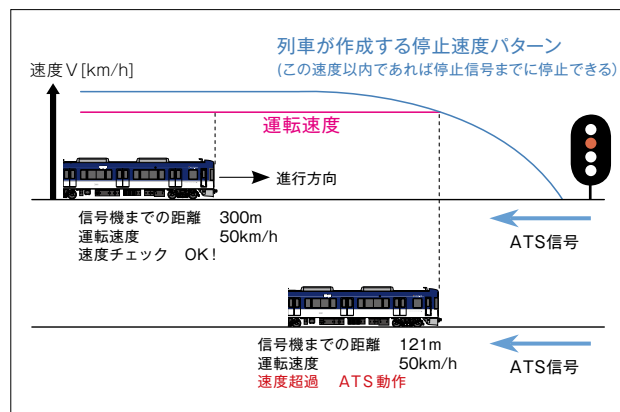 列車が作成する停止速度パターン
(この速度以内であれば停止信号までに停止できる)
速度V[km/h]
運転速度
進行方向
信号機までの距離 300m
運転速度 50km/h
速度チェック OK!
ATS信号
信号機までの距離 121m
運転速度 50km/h
速度超過 ATS動作
ATS信号